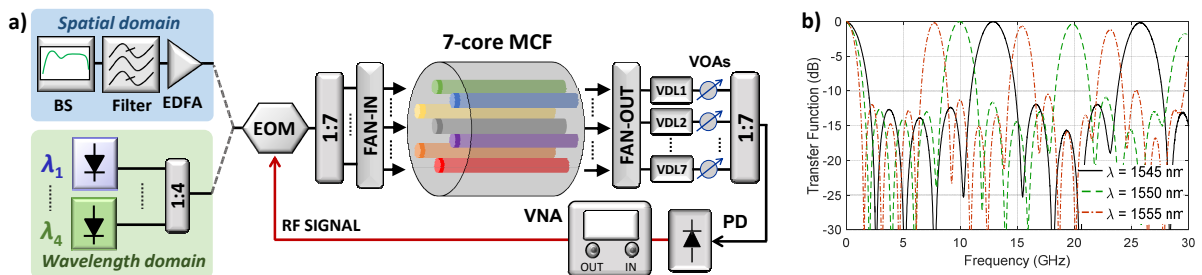 a)
Spatial domain
BS
Filter
EDFA
λ1
λ4
1:4
Wavelength domain
EOM
1:7
FAN-IN
7-core MCF
FAN-OUT
VOAs
VDL1
VDL2
VDL7
1:7
RF SIGNAL
VNA
OUT
IN
PD
b)
Transfer Function (dB)
0
-5
-10
-15
-20
-25
-30
0
5
10
15
20
25
30
Frequency (GHz)
λ = 1545 nm
λ = 1550 nm
λ = 1555 nm